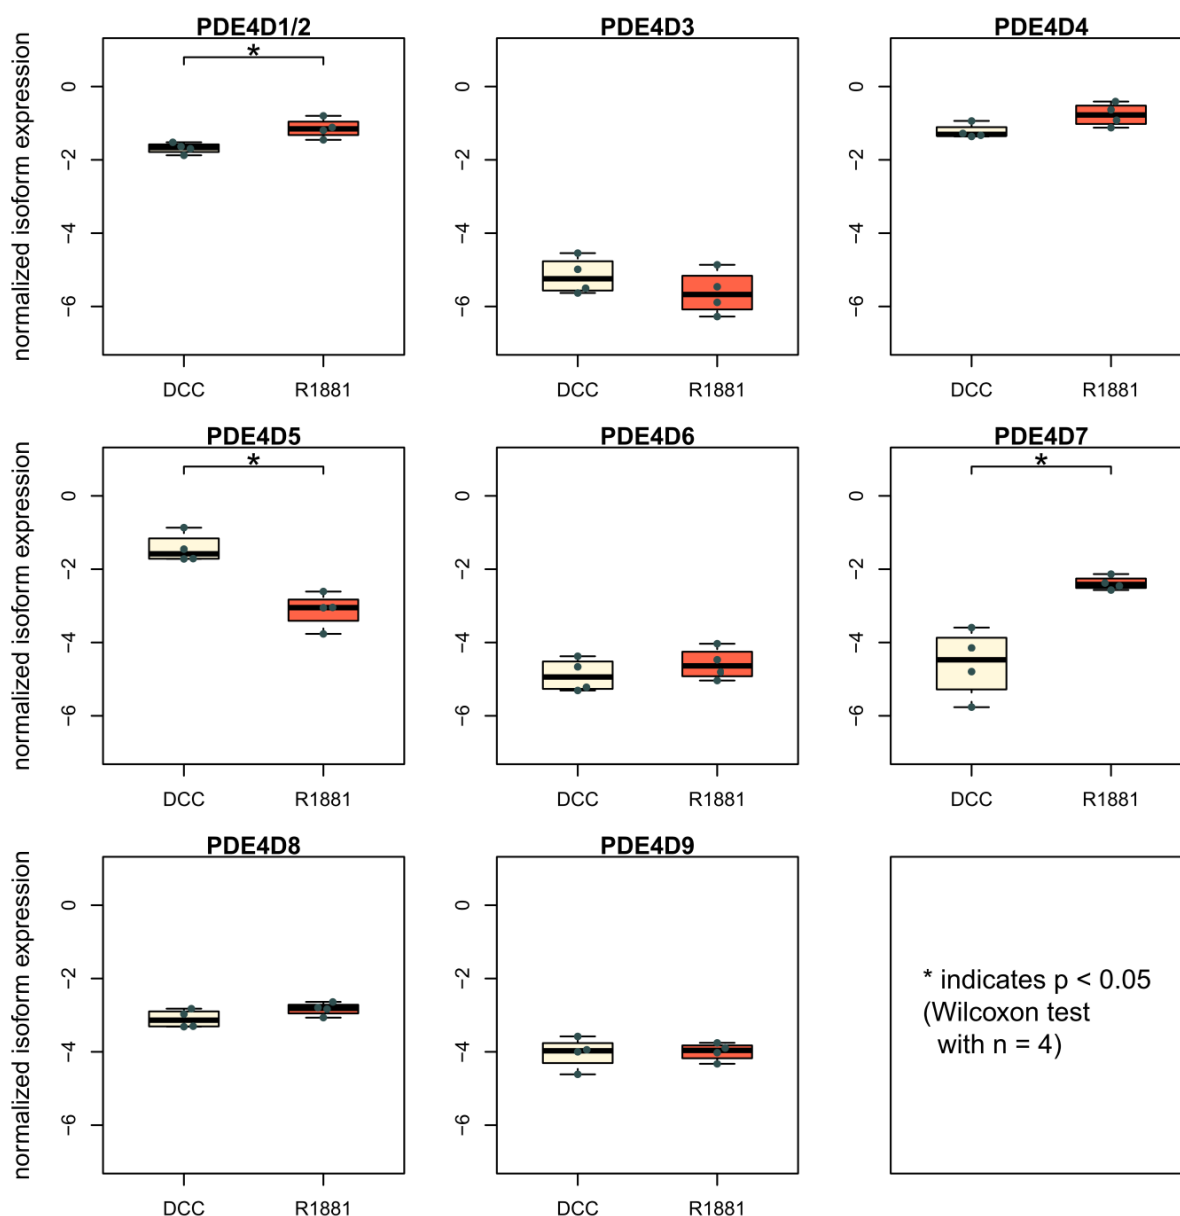 PDE4D1/2
PDE4D3
PDE4D4
normalized isoform expression
*
0
−2
−4
−6
DCC
R1881
0
−2
−4
−6
DCC
R1881
0
−2
−4
−6
DCC
R1881
PDE4D5
PDE4D6
PDE4D7
normalized isoform expression
*
0
−2
−4
−6
DCC
R1881
0
−2
−4
−6
DCC
R1881
*
0
−2
−4
−6
DCC
R1881
PDE4D8
PDE4D9
normalized isoform expression
0
−2
−4
−6
DCC
R1881
0
−2
−4
−6
DCC
R1881
* indicates p < 0.05
(Wilcoxon test
with n = 4)